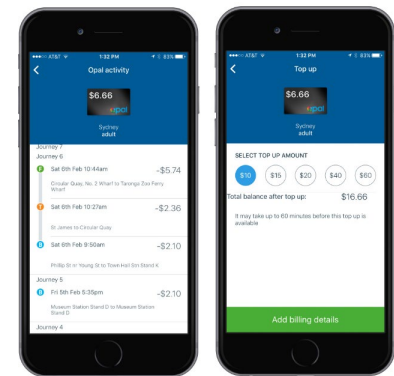 AT&T 1:32 PM 83%
Opal activity
$6.66
opal
Sydney
adult
Journey 7
Journey 6
F Sat 6th Feb 10:44am -$5.74
Circular Quay, No. 2 Wharf to Taronga Zoo Ferry
Wharf
T Sat 6th Feb 10:27am -$2.36
St James to Circular Quay
B Sat 6th Feb 9:50am -$2.10
Phillip St nr Young St to Town Hall Stn Stand K
Journey 5
B Fri 5th Feb 5:35pm -$2.10
Museum Station Stand D to Museum Station
Stand D
Journey 4
AT&T 1:32 PM 83%
Top up
$6.66
opal
Sydney
adult
SELECT TOP UP AMOUNT
$10 $15 $20 $40 $60
Total balance after top up: $16.66
It may take up to 60 minutes before this top up is
available
Add billing details